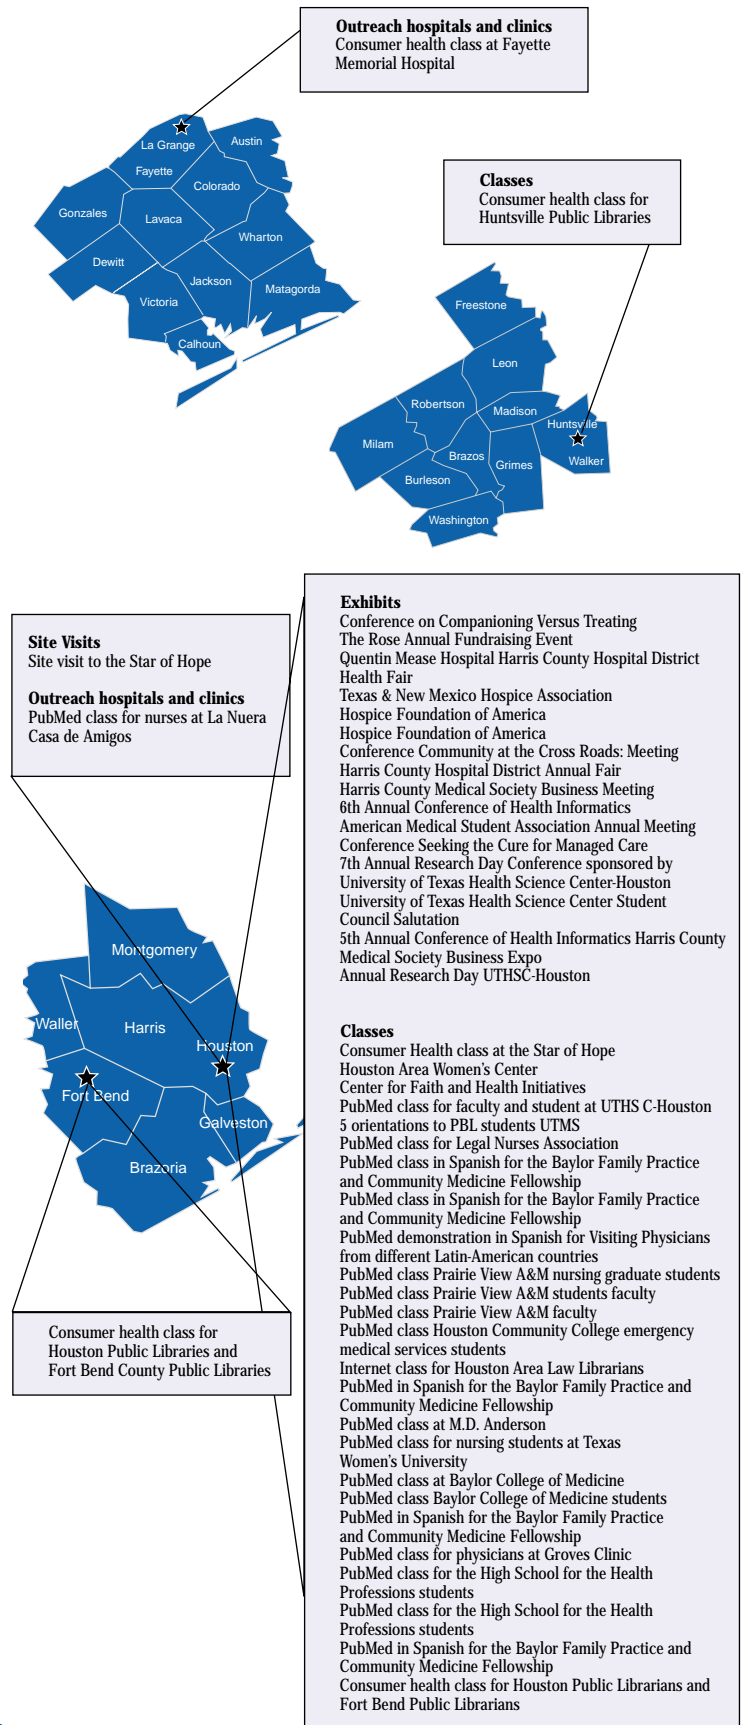 Outreach hospitals and clinics
Consumer health class at Fayette
Memorial Hospital
La Grange
Austin
Fayette
Colorado
Gonzales
Lavaca
Wharton
Dewitt
Jackson
Matagorda
Victoria
Calhoun
Classes
Consumer health class for
Huntsville Public Libraries
Freestone
Leon
Robertson
Madison
Huntsville
Milam
Brazos
Walker
Grimes
Burleson
Washington
Site Visits
Site visit to the Star of Hope
Outreach hospitals and clinics
PubMed class for nurses at La Nuera
Casa de Amigos
Montgomery
Waller
Harris
Houston
Fort Bend
Galveston
Brazoria
Consumer health class for
Houston Public Libraries and
Fort Bend County Public Libraries
Exhibits
Conference on Companioning Versus Treating
The Rose Annual Fundraising Event
Quentin Mease Hospital Harris County Hospital District
Health Fair
Texas & New Mexico Hospice Association
Hospice Foundation of America
Hospice Foundation of America
Conference Community at the Cross Roads: Meeting
Harris County Hospital District Annual Fair
Harris County Medical Society Business Meeting
6th Annual Conference of Health Informatics
American Medical Student Association Annual Meeting
Conference Seeking the Cure for Managed Care
7th Annual Research Day Conference sponsored by
University of Texas Health Science Center-Houston
University of Texas Health Science Center Student
Council Salutation
5th Annual Conference of Health Informatics Harris County
Medical Society Business Expo
Annual Research Day UTHSC-Houston
Classes
Consumer Health class at the Star of Hope
Houston Area Women's Center
Center for Faith and Health Initiatives
PubMed class for faculty and student at UTHS C-Houston
5 orientations to PBL students UTMS
PubMed class for Legal Nurses Association
PubMed class in Spanish for the Baylor Family Practice
and Community Medicine Fellowship
PubMed class in Spanish for the Baylor Family Practice
and Community Medicine Fellowship
PubMed demonstration in Spanish for Visiting Physicians
from different Latin-American countries
PubMed class Prairie View A&M nursing graduate students
PubMed class Prairie View A&M students faculty
PubMed class Prairie View A&M faculty
PubMed class Houston Community College emergency
medical services students
Internet class for Houston Area Law Librarians
PubMed in Spanish for the Baylor Family Practice and
Community Medicine Fellowship
PubMed class at M.D. Anderson
PubMed class for nursing students at Texas
Women's University
PubMed class at Baylor College of Medicine
PubMed class Baylor College of Medicine students
PubMed in Spanish for the Baylor Family Practice
and Community Medicine Fellowship
PubMed class for physicians at Groves Clinic
PubMed class for the High School for the Health
Professions students
PubMed class for the High School for the Health
Professions students
PubMed in Spanish for the Baylor Family Practice and
Community Medicine Fellowship
Consumer health class for Houston Public Librarians and
Fort Bend Public Librarians